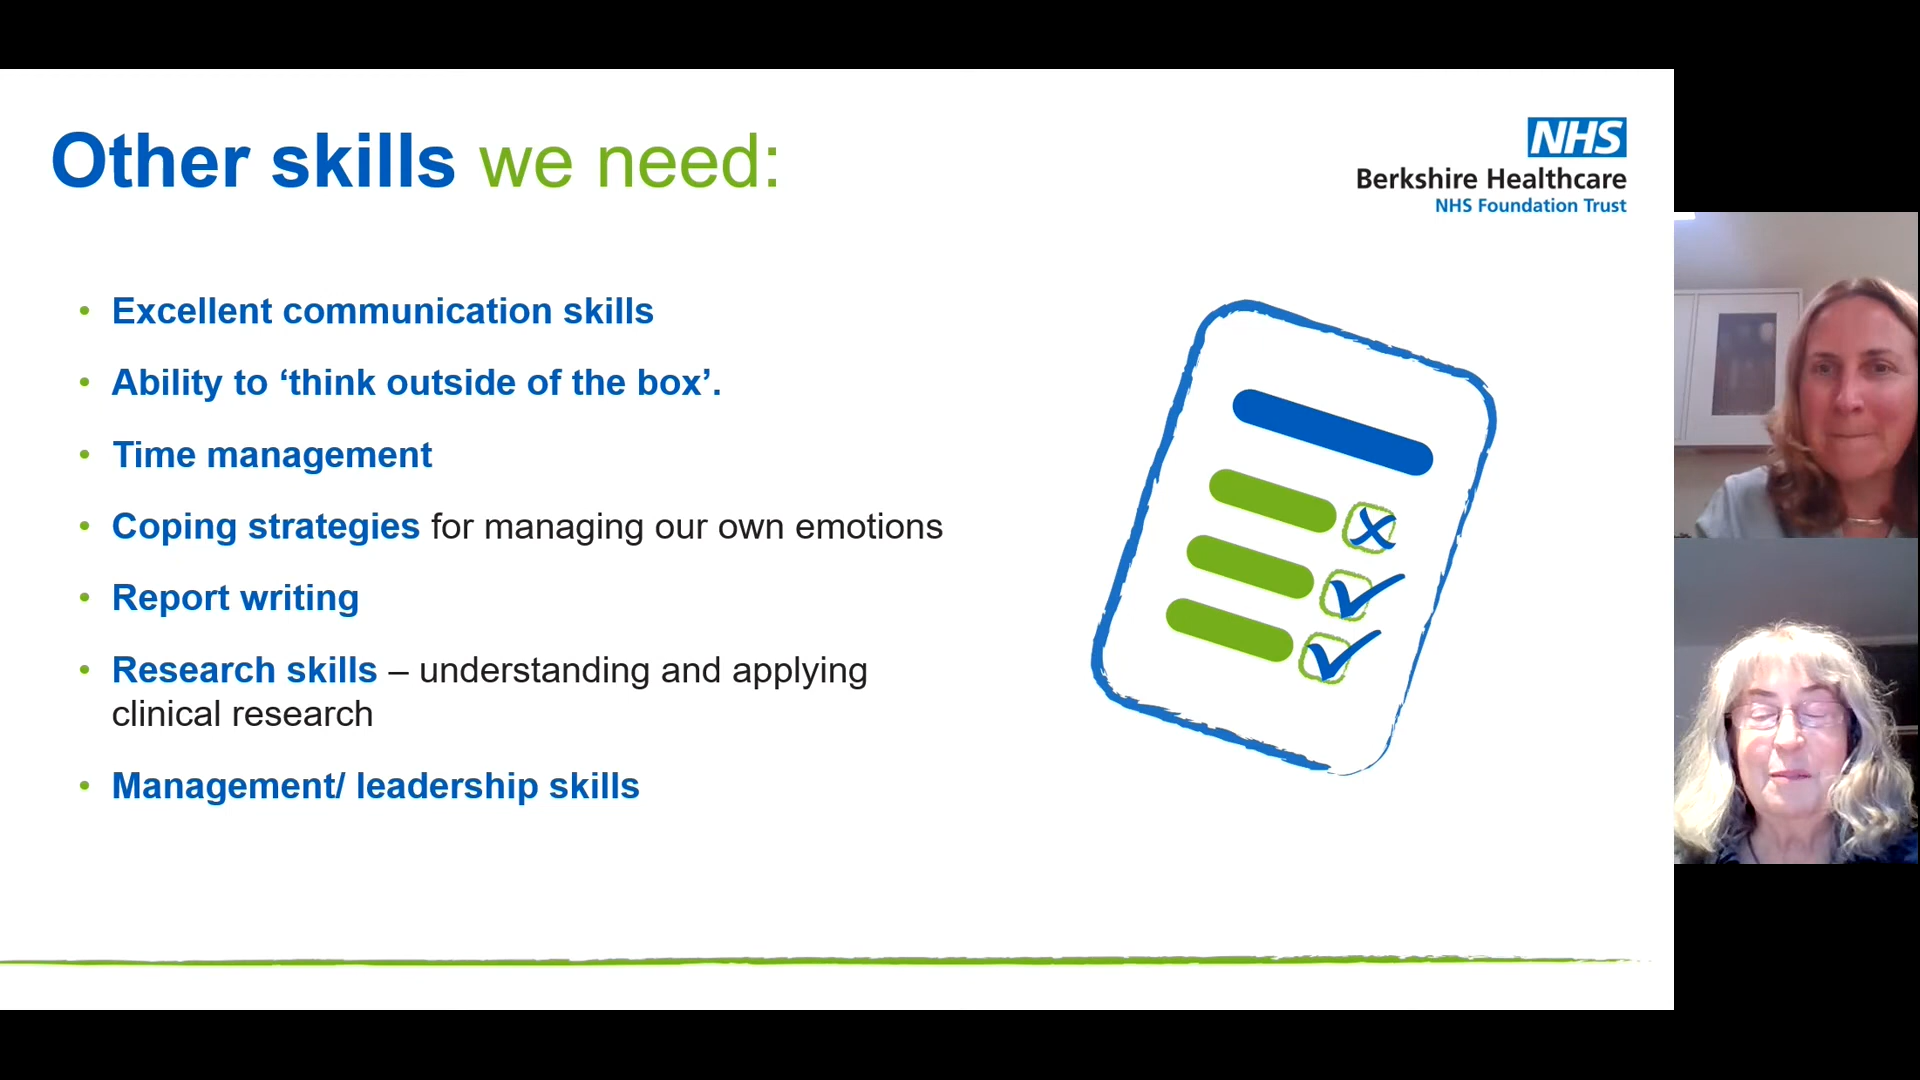 Other skills we need:
NHS
Berkshire Healthcare
NHS Foundation Trust
• Excellent communication skills
• Ability to ‘think outside of the box’.
• Time management
• Coping strategies for managing our own emotions
• Report writing
• Research skills – understanding and applying
clinical research
• Management/ leadership skills